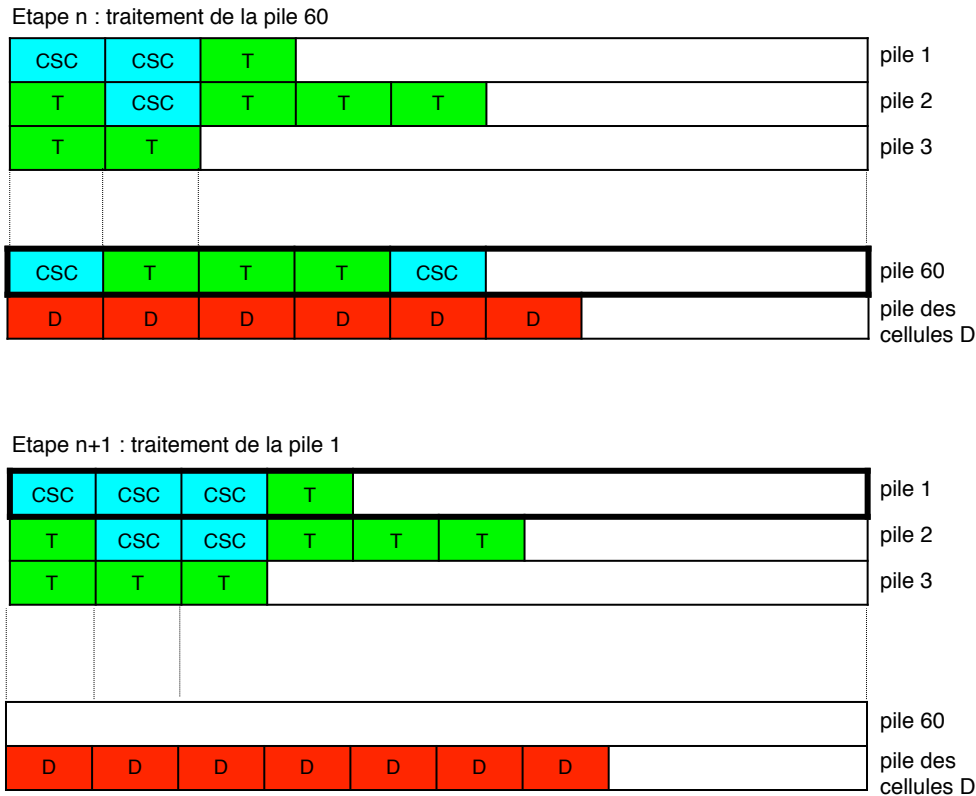 Etape n : traitement de la pile 60
CSC CSC T pile 1
T CSC T T T pile 2
T T pile 3
CSC T T T CSC pile 60
D D D D D D pile des
cellules D
Etape n+1 : traitement de la pile 1
CSC CSC CSC T pile 1
T CSC CSC T T T pile 2
T T T pile 3
pile 60
D D D D D D D pile des
cellules D